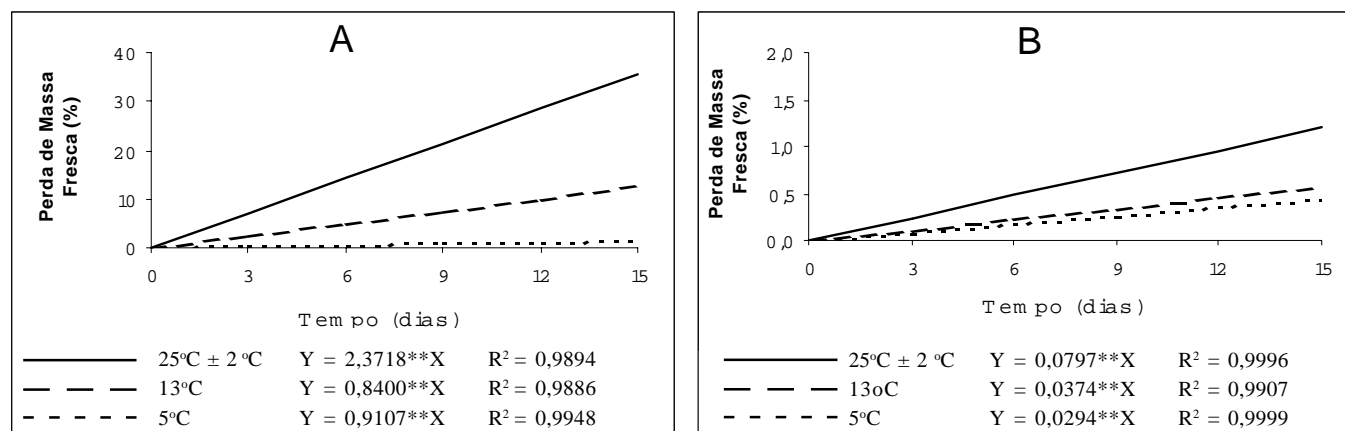 A
Perda de Massa
Fresca (%)
40
30
20
10
0
0 3 6 9 12 15
Tempo (dias)
25ºC ± 2 ºC Y = 2,3718**X R² = 0,9894
13ºC Y = 0,8400**X R² = 0,9886
5ºC Y = 0,9107**X R² = 0,9948
B
Perda de Massa
Fresca (%)
2,0
1,5
1,0
0,5
0,0
0 3 6 9 12 15
Tempo (dias)
25ºC ± 2 ºC Y = 0,0797**X R² = 0,9996
13oC Y = 0,0374**X R² = 0,9907
5ºC Y = 0,0294**X R² = 0,9999